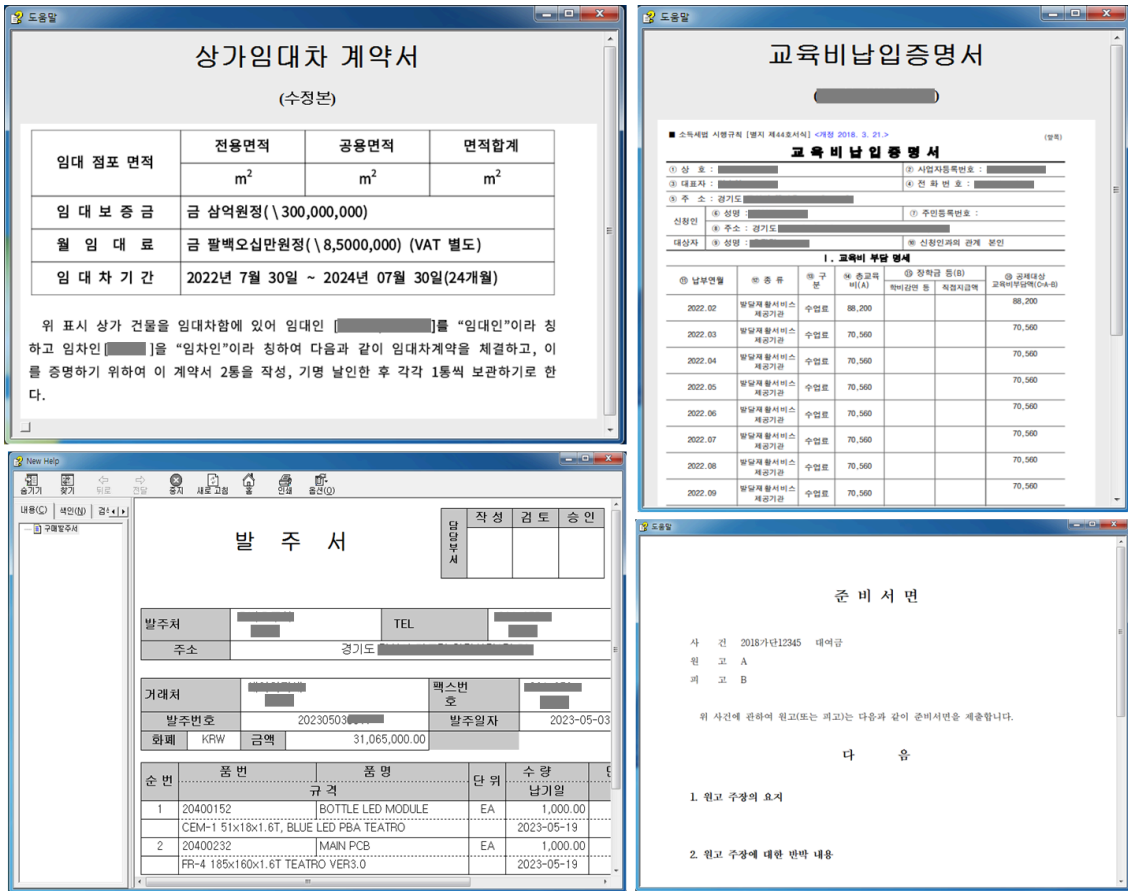 도움말
상가임대차 계약서
(수정본)
임대 점포 면적
전용면적 공용면적 면적합계
m² m² m²
임 대 보 증 금 금 삼억원정( \ 300,000,000)
월 임 대 료 금 팔백오십만원정( \ 8,5000,000) (VAT 별도)
임 대 차 기 간 2022년 7월 30일 ~ 2024년 07월 30일(24개월)
위 표시 상가 건물을 임대차함에 있어 임대인 [ ]를 “임대인”이라 칭
하고 임차인[ ]을 “임차인”이라 칭하여 다음과 같이 임대차계약을 체결하고, 이
를 증명하기 위하여 이 계약서 2통을 작성, 기명 날인한 후 각각 1통씩 보관하기로 한
다.
도움말
교육비납입증명서
( )
■ 소득세법 시행규칙 [별지 제44호서식] <개정 2018. 3. 21.>
(앞쪽)
교 육 비 납 입 증 명 서
① 상 호 : ② 사업자등록번호 :
③ 대표자 : ④ 전 화 번 호 :
⑤ 주 소 : 경기도
신청인 ⑥ 성명 : ⑦ 주민등록번호 :
⑧ 주소 : 경기도
대상자 ⑨ 성명 : ⑩ 신청인과의 관계 본인
Ⅰ. 교육비 부담 명세
⑪ 납부연월 ⑫ 종 류 ⑬ 구분 ⑭ 총교육비(A) ⑮ 장학금 등(B) 공제대상 교육비부담액(C=A-B)
학비감면 등 직접지급액
2022.02 발달재활서비스 제공기관 수업료 88,200 88,200
2022.03 발달재활서비스 제공기관 수업료 70,560 70,560
2022.04 발달재활서비스 제공기관 수업료 70,560 70,560
2022.05 발달재활서비스 제공기관 수업료 70,560 70,560
2022.06 발달재활서비스 제공기관 수업료 70,560 70,560
2022.07 발달재활서비스 제공기관 수업료 70,560 70,560
2022.08 발달재활서비스 제공기관 수업료 70,560 70,560
2022.09 발달재활서비스 제공기관 수업료 70,560 70,560
New Help
숨기기 찾기 뒤로 전달 중지 새로 고침 홈 인쇄 옵션(O)
내용(C) 색인(N) 검색
구매발주서
발 주 서
담당부서 작 성 검 토 승 인
발주처 TEL
주소 경기도
거래처 팩스번호
발주번호 202305030 발주일자 2023-05-03
화폐 KRW 금액 31,065,000.00
순 번 품 번 품 명 단 위 수 량
규 격 납기일
1 20400152 BOTTLE LED MODULE EA 1,000.00
CEM-1 51x18x1.6T, BLUE LED PBA TEATRO 2023-05-19
2 20400232 MAIN PCB EA 1,000.00
FR-4 185x160x1.6T TEATRO VER3.0 2023-05-19
도움말
준 비 서 면
사 건 2018가단12345 대여금
원 고 A
피 고 B
위 사건에 관하여 원고(또는 피고)는 다음과 같이 준비서면을 제출합니다.
다 음
1. 원고 주장의 요지
2. 원고 주장에 대한 반박 내용